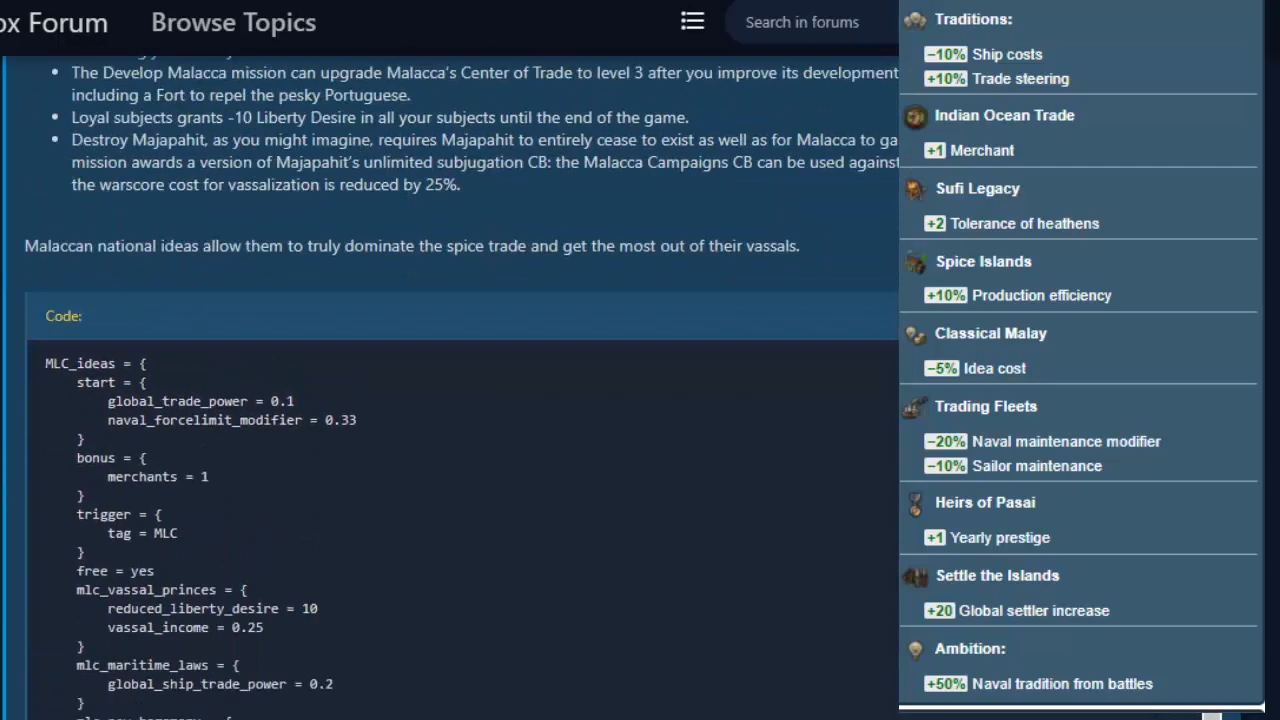 ox Forum
Browse Topics
Search in forums
The Develop Malacca mission can upgrade Malacca's Center of Trade to level 3 after you improve its development
including a Fort to repel the pesky Portuguese.
Loyal subjects grants -10 Liberty Desire in all your subjects until the end of the game.
Destroy Majapahit, as you might imagine, requires Majapahit to entirely cease to exist as well as for Malacca to ga
mission awards a version of Majapahit's unlimited subjugation CB: the Malacca Campaigns CB can be used against
the warscore cost for vassalization is reduced by 25%.
Malaccan national ideas allow them to truly dominate the spice trade and get the most out of their vassals.
Code:
MLC_ideas = {
start = {
global_trade_power = 0.1
naval_forcelimit_modifier = 0.33
}
bonus = {
merchants = 1
}
trigger = {
tag = MLC
}
free = yes
mlc_vassal_princes = {
reduced_liberty_desire = 10
vassal_income = 0.25
}
mlc_maritime_laws = {
global_ship_trade_power = 0.2
}
Traditions:
−10% Ship costs
+10% Trade steering
Indian Ocean Trade
+1 Merchant
Sufi Legacy
+2 Tolerance of heathens
Spice Islands
+10% Production efficiency
Classical Malay
−5% Idea cost
Trading Fleets
−20% Naval maintenance modifier
−10% Sailor maintenance
Heirs of Pasai
+1 Yearly prestige
Settle the Islands
+20 Global settler increase
Ambition:
+50% Naval tradition from battles